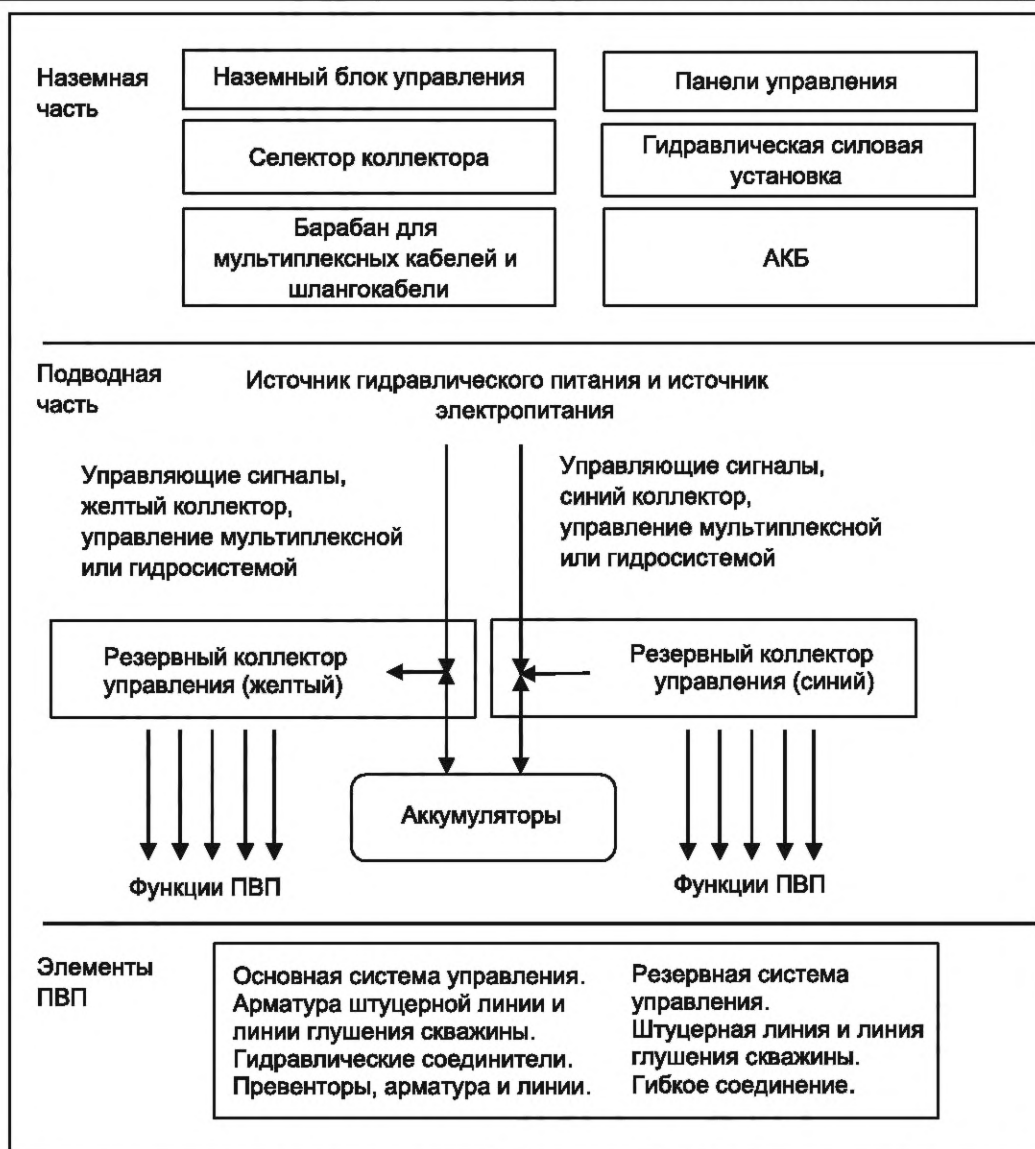 Наземная
часть
Наземный блок управления
Панели управления
Селектор коллектора
Гидравлическая силовая
установка
Барабан для
мультиплексных кабелей и
шлангокабели
АКБ
Подводная
часть
Источник гидравлического питания и источник
электропитания
Управляющие сигналы,
желтый коллектор,
управление мультиплексной
или гидросистемой
Управляющие сигналы,
синий коллектор,
управление мультиплексной
или гидросистемой
Резервный коллектор
управления (желтый)
Резервный коллектор
управления (синий)
Аккумуляторы
Функции ПВП
Функции ПВП
Элементы
ПВП
Основная система управления.
Арматура штуцерной линии и
линии глушения скважины.
Гидравлические соединители.
Превенторы, арматура и линии.
Резервная система
управления.
Штуцерная линия и линия
глушения скважины.
Гибкое соединение.